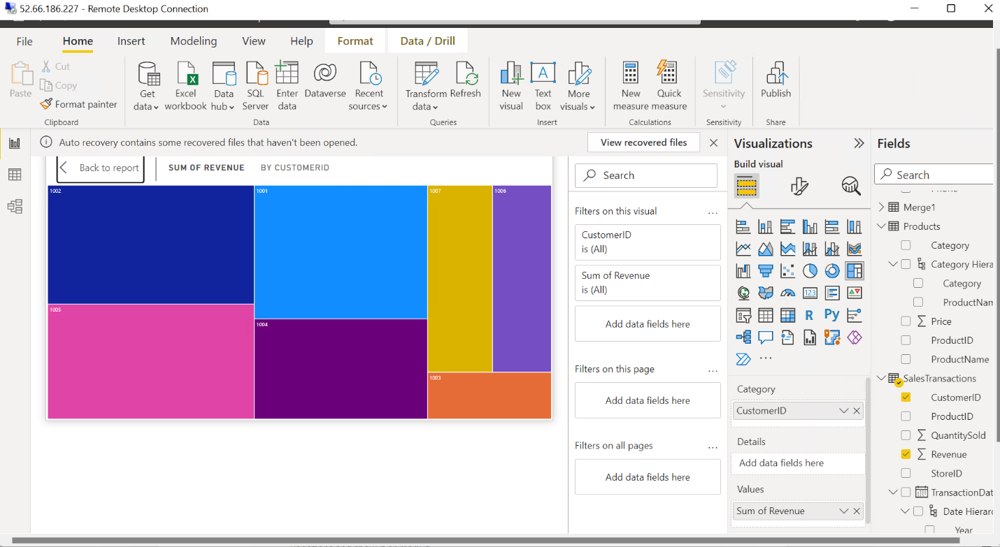 52.66.186.227 - Remote Desktop Connection
File Home Insert Modeling View Help Format Data / Drill
Paste
Cut
Copy
Format painter
Clipboard
Get data
Excel workbook
Data hub
SQL Server
Enter data
Dataverse
Recent sources
Data
Transform data
Refresh
Queries
New visual
Text box
More visuals
Insert
New measure
Quick measure
Calculations
Sensitivity
Sensitivity
Publish
Share
Auto recovery contains some recovered files that haven't been opened.
View recovered files
Back to report
SUM OF REVENUE BY CUSTOMERID
1002
1001
1007
1006
1005
1004
1003
Search
Filters on this visual
...
CustomerID
is (All)
Sum of Revenue
is (All)
Add data fields here
Filters on this page
...
Add data fields here
Filters on all pages
...
Add data fields here
Visualizations
Build visual
123
R
Py
...
Category
CustomerID
Details
Add data fields here
Values
Sum of Revenue
Fields
Search
Merge1
Products
Category
Category Hiera
Category
ProductNam
Price
ProductID
ProductName
SalesTransactions
CustomerID
ProductID
QuantitySold
Revenue
StoreID
TransactionDat
Date Hierarc
Year